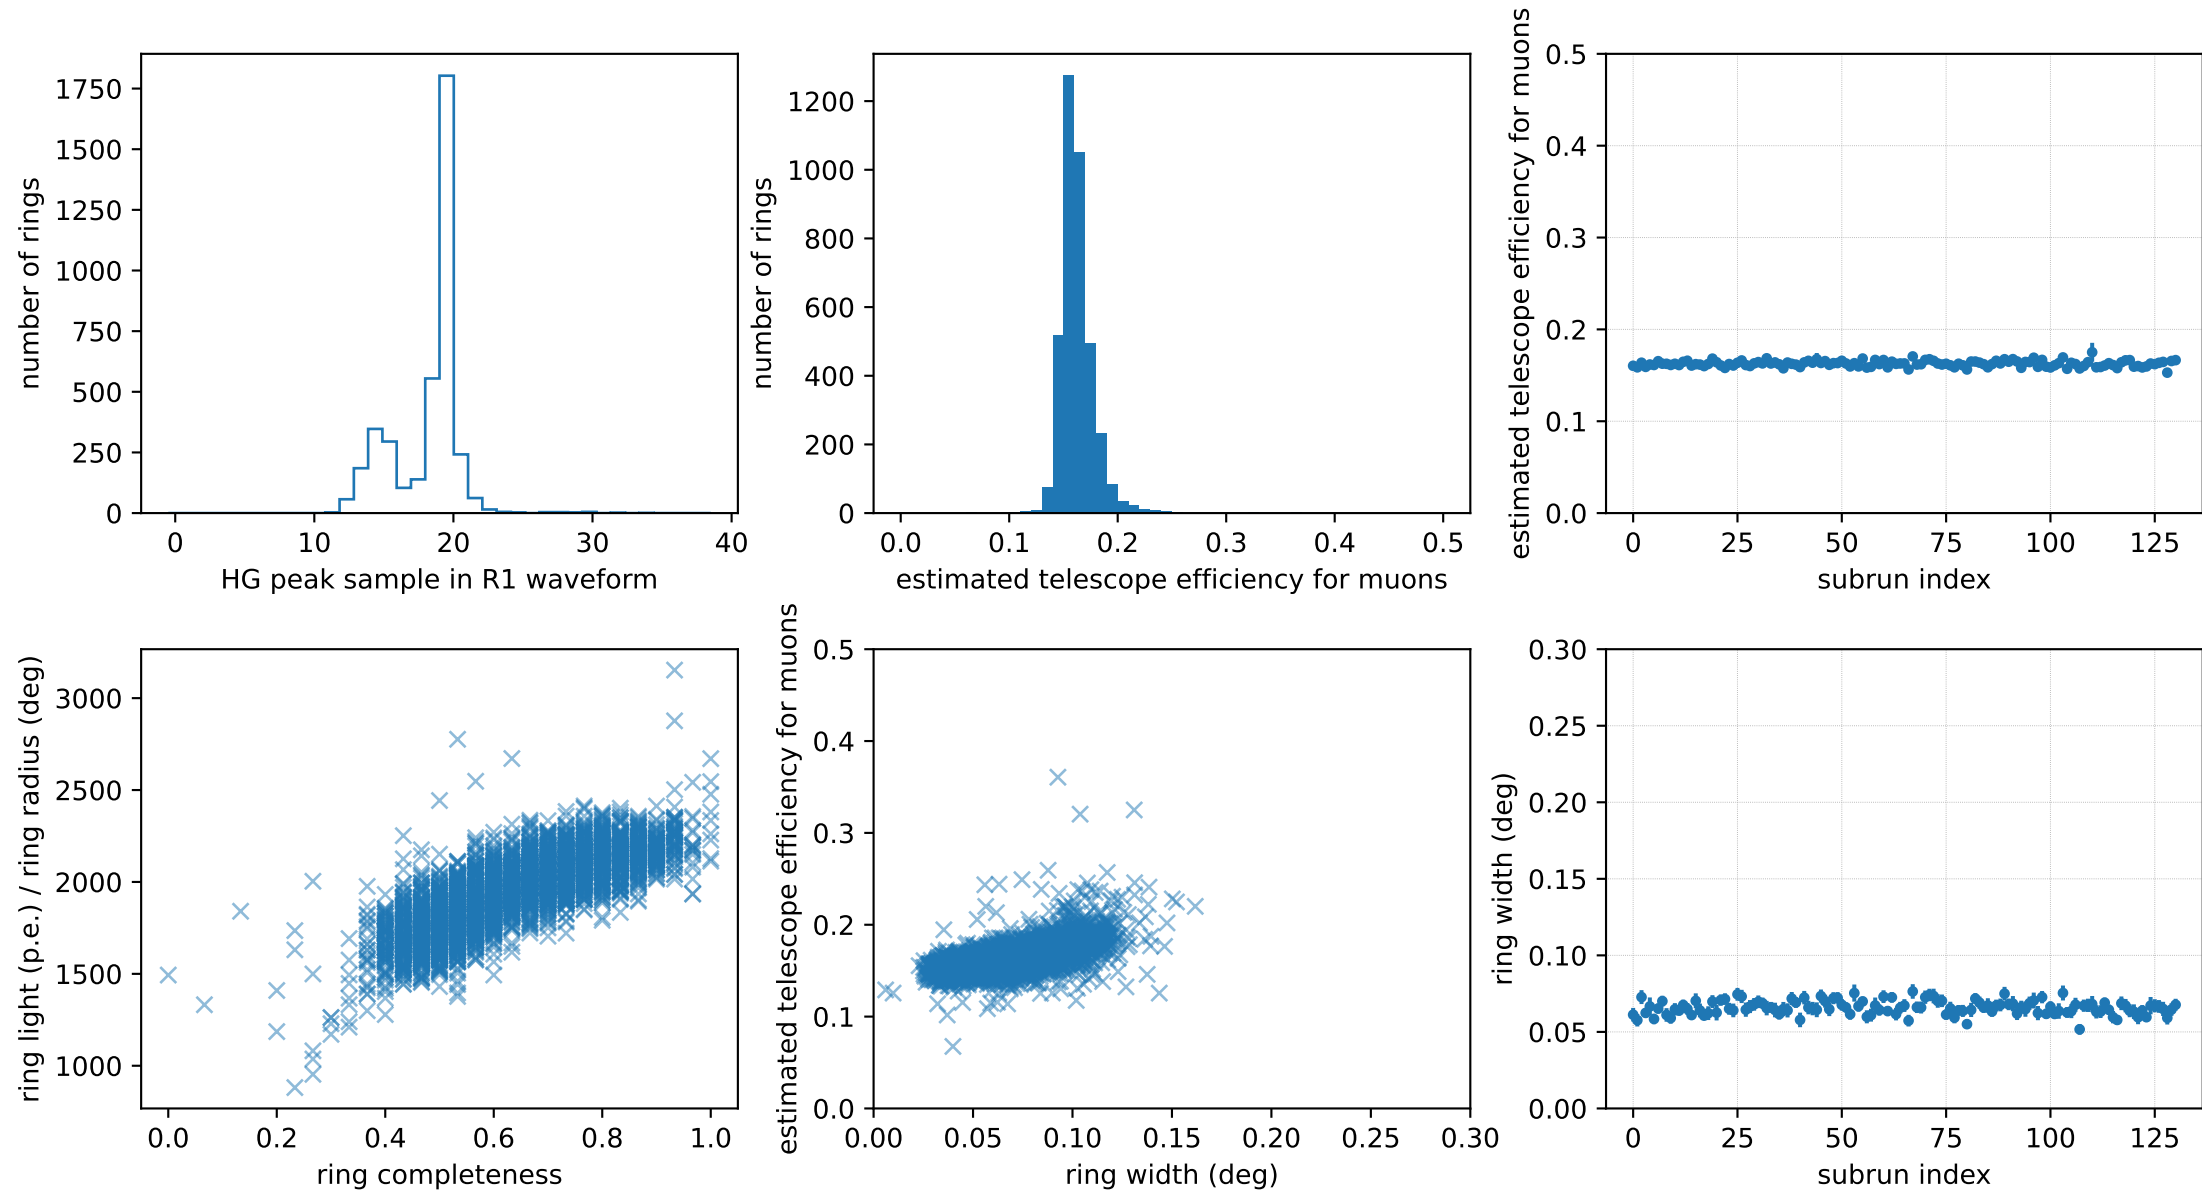 number of rings
1750
1500
1250
1000
750
500
250
0
0 10 20 30 40
HG peak sample in R1 waveform
number of rings
1200
1000
800
600
400
200
0
0.0 0.1 0.2 0.3 0.4 0.5
estimated telescope efficiency for muons
estimated telescope efficiency for muons
0.5
0.4
0.3
0.2
0.1
0.0
0 25 50 75 100 125
subrun index
ring light (p.e.) / ring radius (deg)
3000
2500
2000
1500
1000
0.0 0.2 0.4 0.6 0.8 1.0
ring completeness
estimated telescope efficiency for muons
0.5
0.4
0.3
0.2
0.1
0.0
0.00 0.05 0.10 0.15 0.20 0.25 0.30
ring width (deg)
ring width (deg)
0.30
0.25
0.20
0.15
0.10
0.05
0.00
0 25 50 75 100 125
subrun index